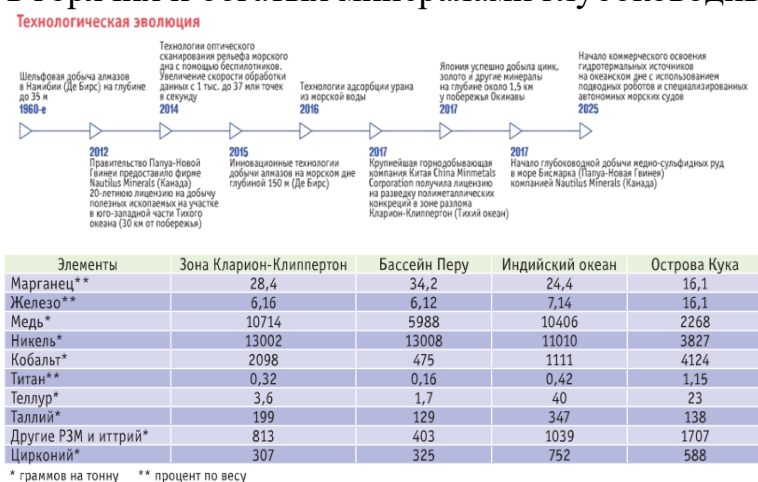 в горячих и богатых минералами глубоководны
Технологическая эволюция
Шельфовая добыча алмазов
в Намибии (Де Бирс) на глубине
до 35 м
1960-е
2012
Правительство Папуа-Новой
Гвинеи предоставило фирме
Nautilus Minerals (Канада)
20-летнюю лицензию на добычу
полезных ископаемых на участке
в юго-западной части Тихого
океана (30 км от побережья)
Технологии оптического
сканирования рельефа морского
дна с помощью беспилотников.
Увеличение скорости обработки
данных с 1 тыс. до 37 млн точек
в секунду
2014
2015
Инновационные технологии
добычи алмазов на морском дне
глубиной 150 м (Де Бирс)
Технологии адсорбции урана
из морской воды
2016
2017
Крупнейшая горнодобывающая
компания Китая China Minmetals
Corporation получила лицензию
на разведку полиметаллических
конкреций в зоне разлома
Кларион-Клиппертон (Тихий океан)
Япония успешно добыла цинк,
золото и другие минералы
на глубине около 1,5 км
у побережья Окинавы
2017
2017
Начало глубоководной добычи медно-сульфидных руд
в море Бисмарка (Папуа-Новая Гвинея)
компанией Nautilus Minerals (Канада)
Начало коммерческого освоения
гидротермальных источников
на океанском дне с использованием
подводных роботов и специализированных
автономных морских судов
2025
Элементы Зона Кларион-Клиппертон Бассейн Перу Индийский океан Острова Кука
Марганец** 28,4 34,2 24,4 16,1
Железо** 6,16 6,12 7,14 16,1
Медь* 10714 5988 10406 2268
Никель* 13002 13008 11010 3827
Кобальт* 2098 475 1111 4124
Титан** 0,32 0,16 0,42 1,15
Теллур* 3,6 1,7 40 23
Таллий* 199 129 347 138
Другие РЗМ и иттрий* 813 403 1039 1707
Цирконий* 307 325 752 588
* граммов на тонну ** процент по весу